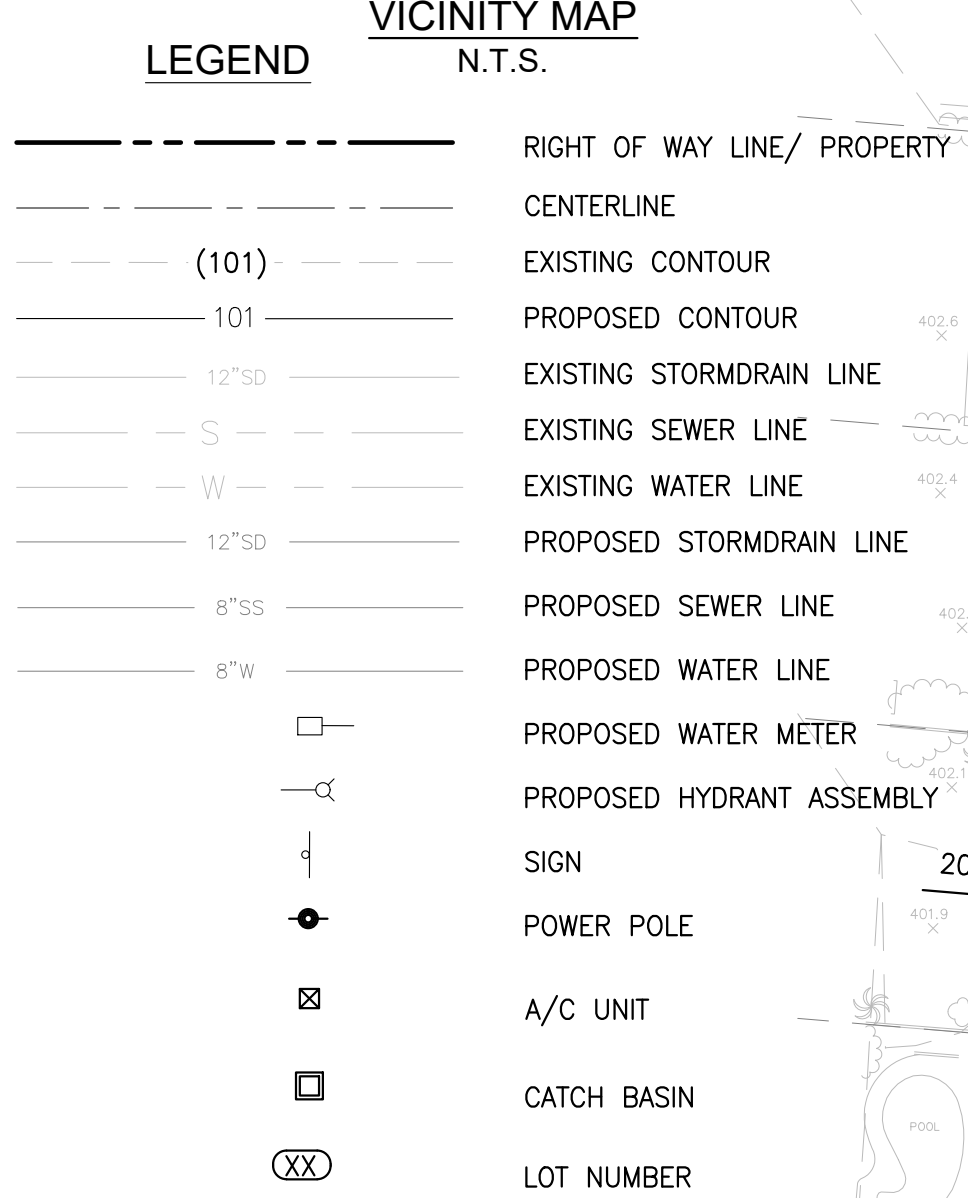 VICINITY MAP
LEGEND N.T.S.
RIGHT OF WAY LINE/ PROPERTY
CENTERLINE
(101) EXISTING CONTOUR
101 PROPOSED CONTOUR
402.6
12"SD EXISTING STORMDRAIN LINE
S EXISTING SEWER LINE
W EXISTING WATER LINE
402.4
12"SD PROPOSED STORMDRAIN LINE
8"SS PROPOSED SEWER LINE
402.
8"W PROPOSED WATER LINE
PROPOSED WATER METER
402.1
PROPOSED HYDRANT ASSEMBLY
SIGN
20
401.9
POWER POLE
A/C UNIT
CATCH BASIN
POOL
XX LOT NUMBER